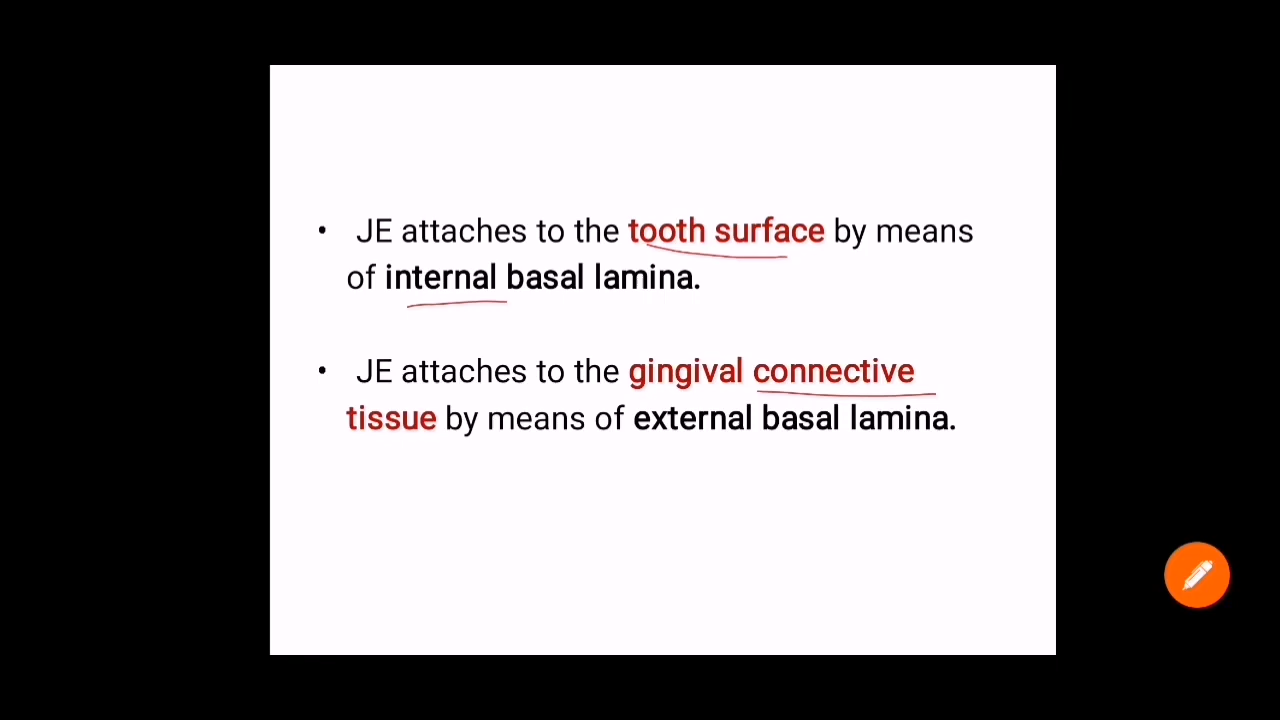 • JE attaches to the tooth surface by means
of internal basal lamina.
• JE attaches to the gingival connective
tissue by means of external basal lamina.